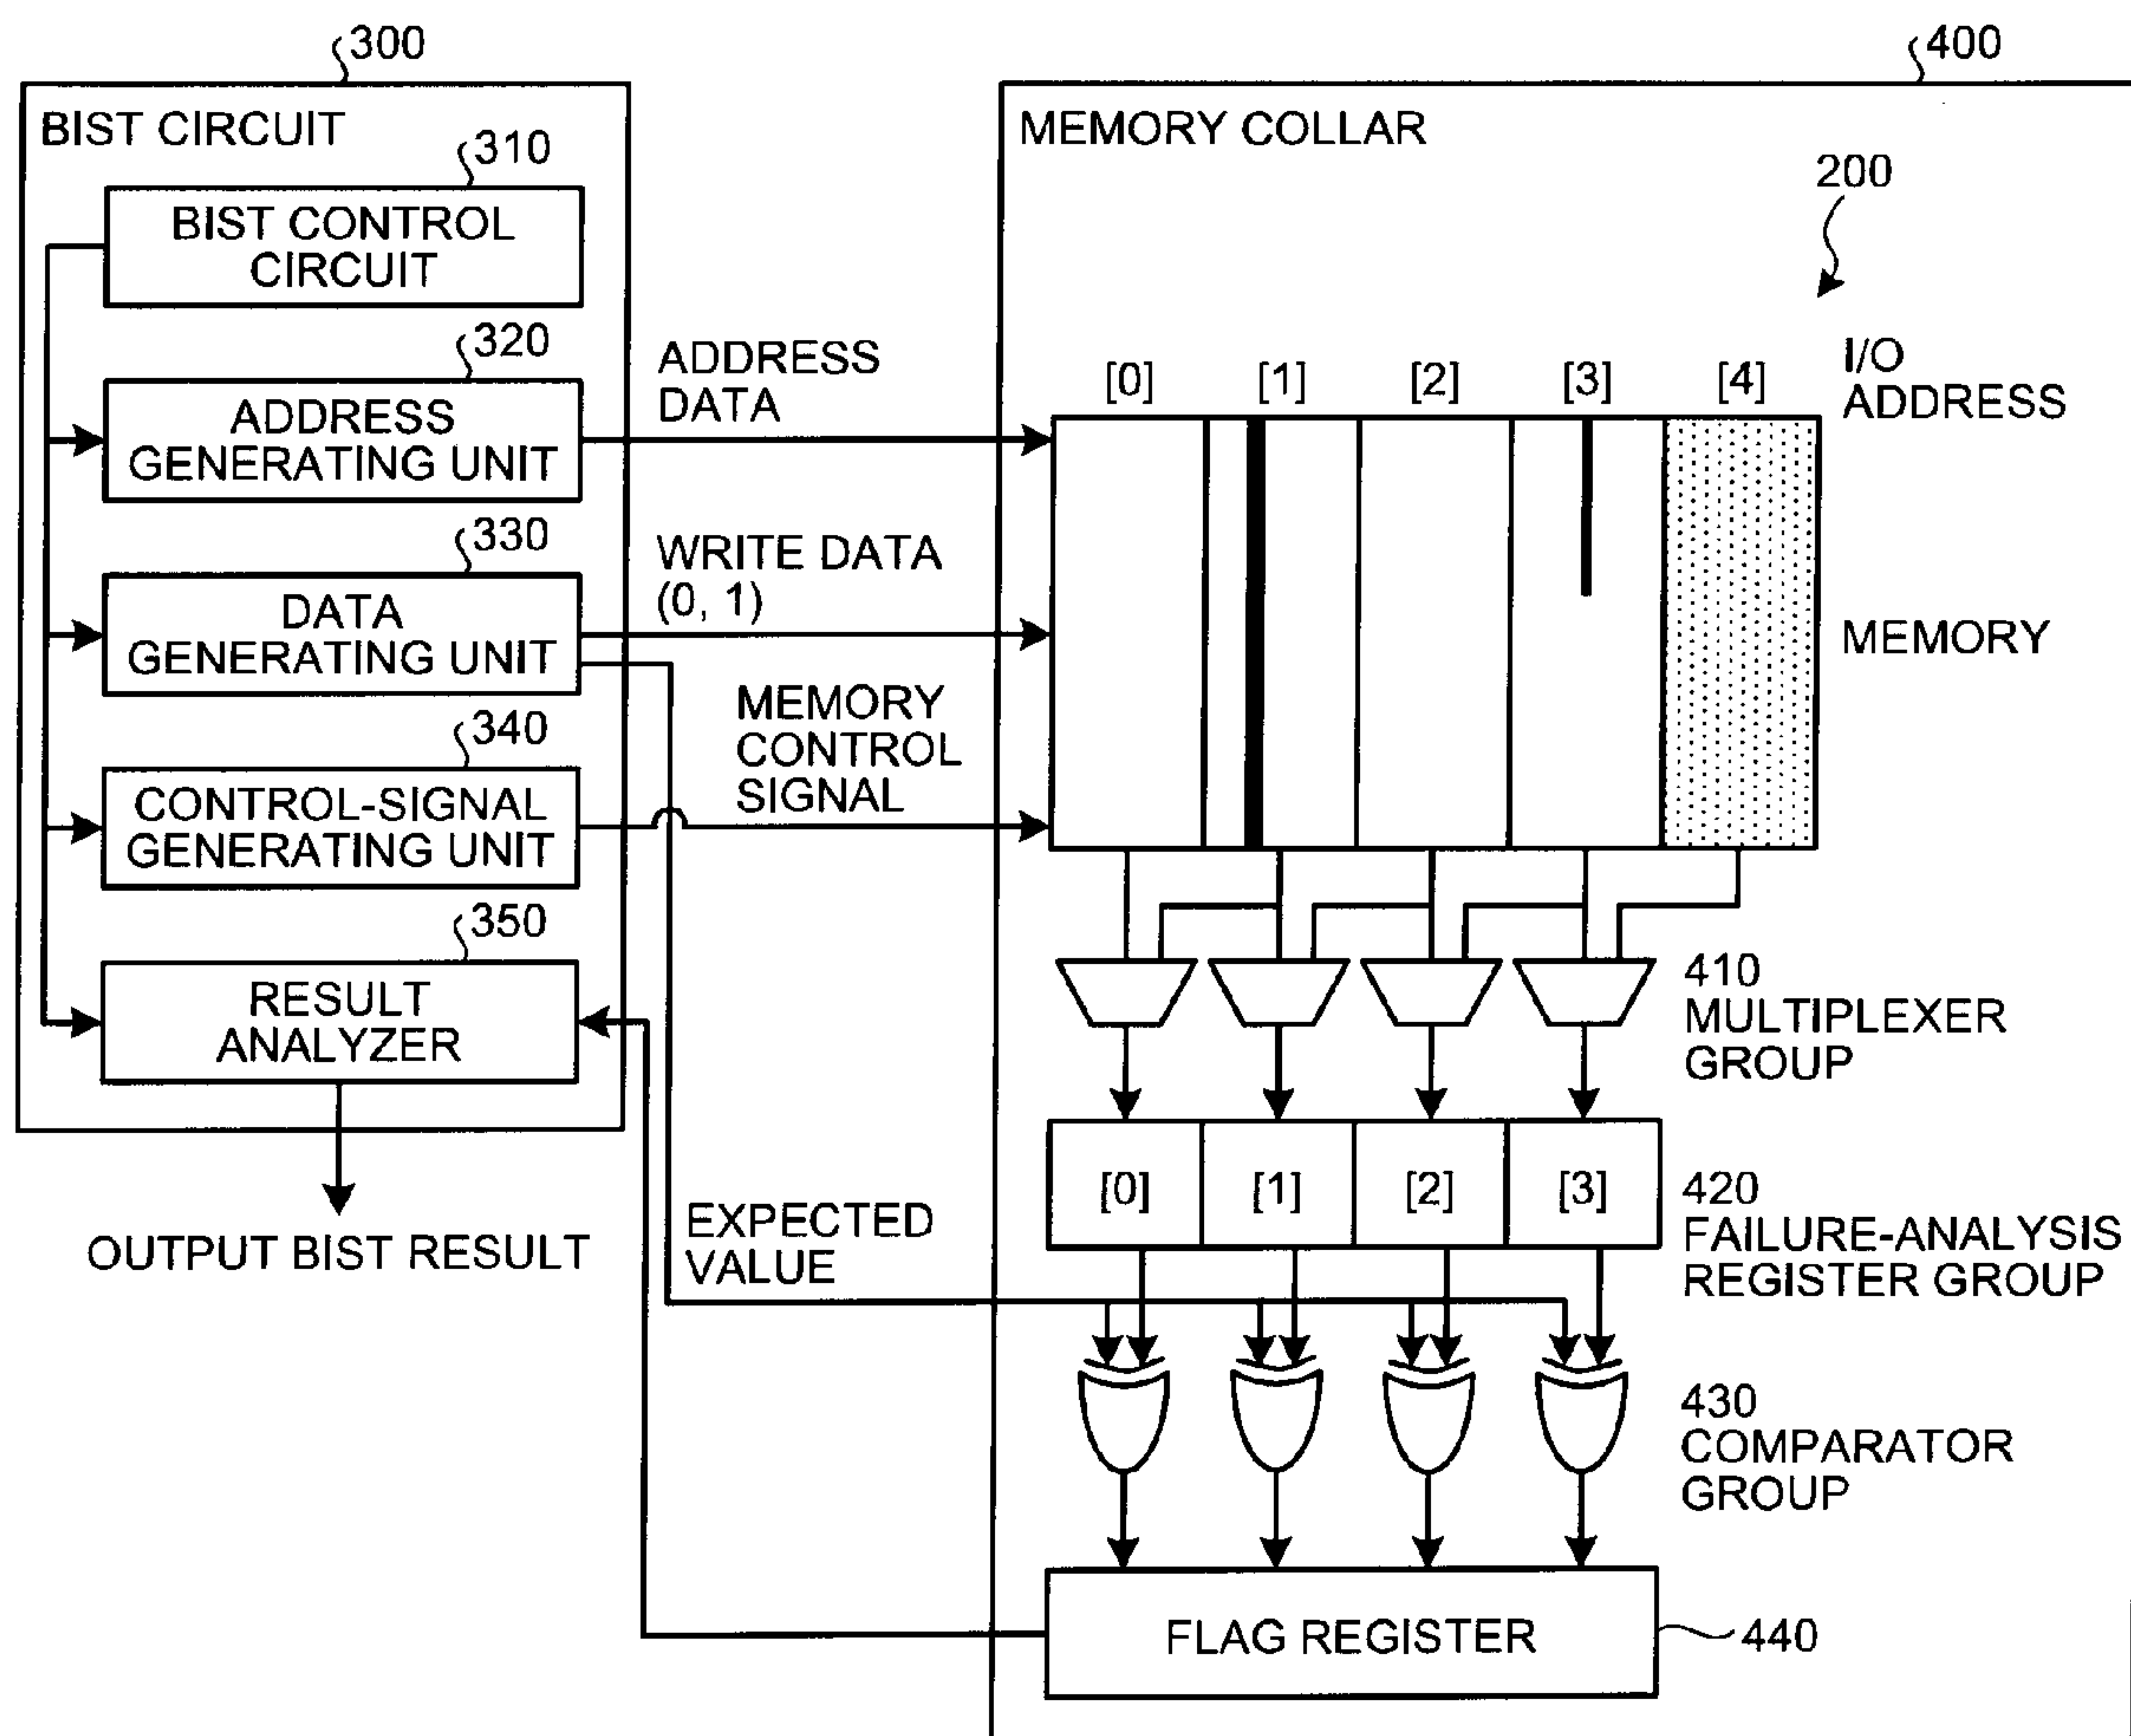 300
BIST CIRCUIT
310
BIST CONTROL
CIRCUIT
320
ADDRESS
GENERATING UNIT
330
DATA
GENERATING UNIT
340
CONTROL-SIGNAL
GENERATING UNIT
350
RESULT
ANALYZER
OUTPUT BIST RESULT
ADDRESS
DATA
WRITE DATA
(0, 1)
MEMORY
CONTROL
SIGNAL
EXPECTED
VALUE
400
MEMORY COLLAR
200
I/O
ADDRESS
[0] [1] [2] [3] [4]
MEMORY
410
MULTIPLEXER
GROUP
[0] [1] [2] [3]
420
FAILURE-ANALYSIS
REGISTER GROUP
430
COMPARATOR
GROUP
FLAG REGISTER
440